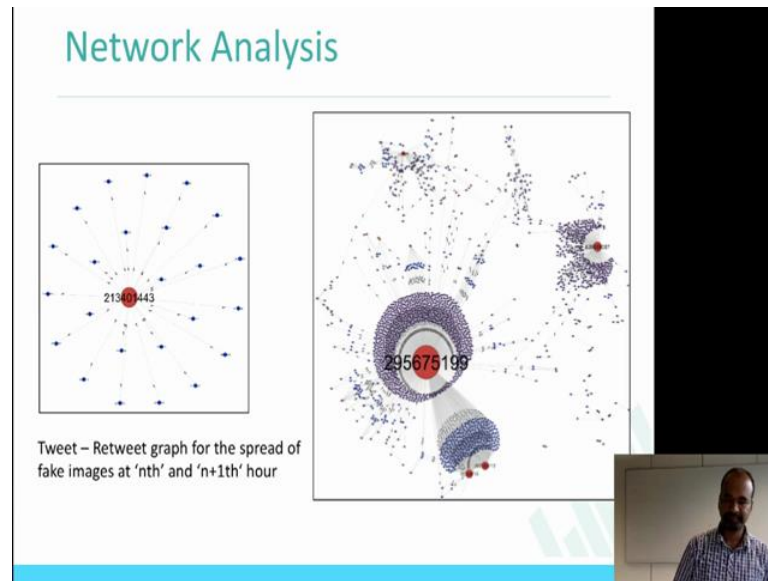 Network Analysis
213401443
295675199
Tweet – Retweet graph for the spread of
fake images at ‘nth’ and ‘n+1th‘ hour